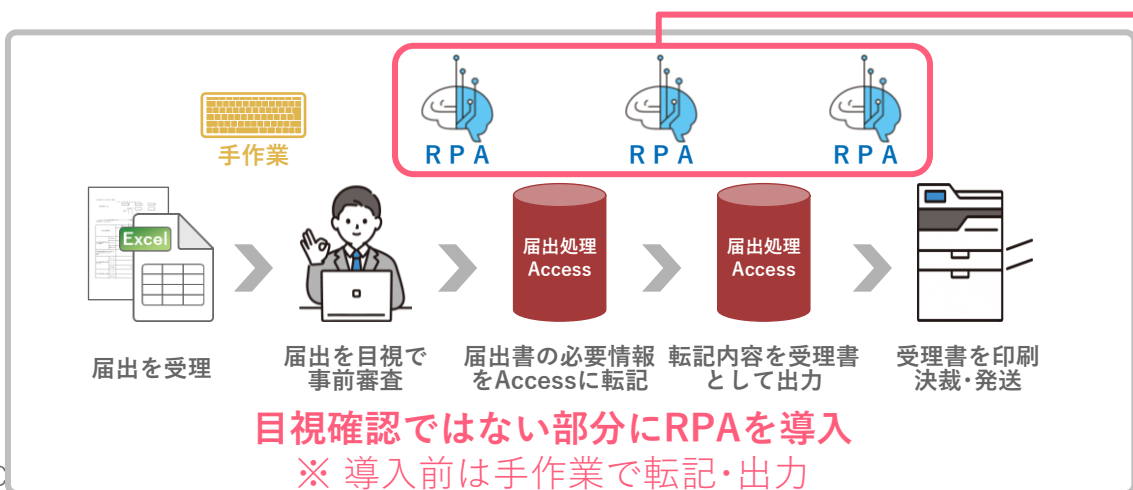 手作業
RPA
RPA
RPA
Excel
届出処理
Access
届出処理
Access
届出を受理
届出を目視で
事前審査
届出書の必要情報
をAccessに転記
転記内容を受理書
として出力
受理書を印刷
決裁・発送
目視確認ではない部分にRPAを導入
※ 導入前は手作業で転記・出力